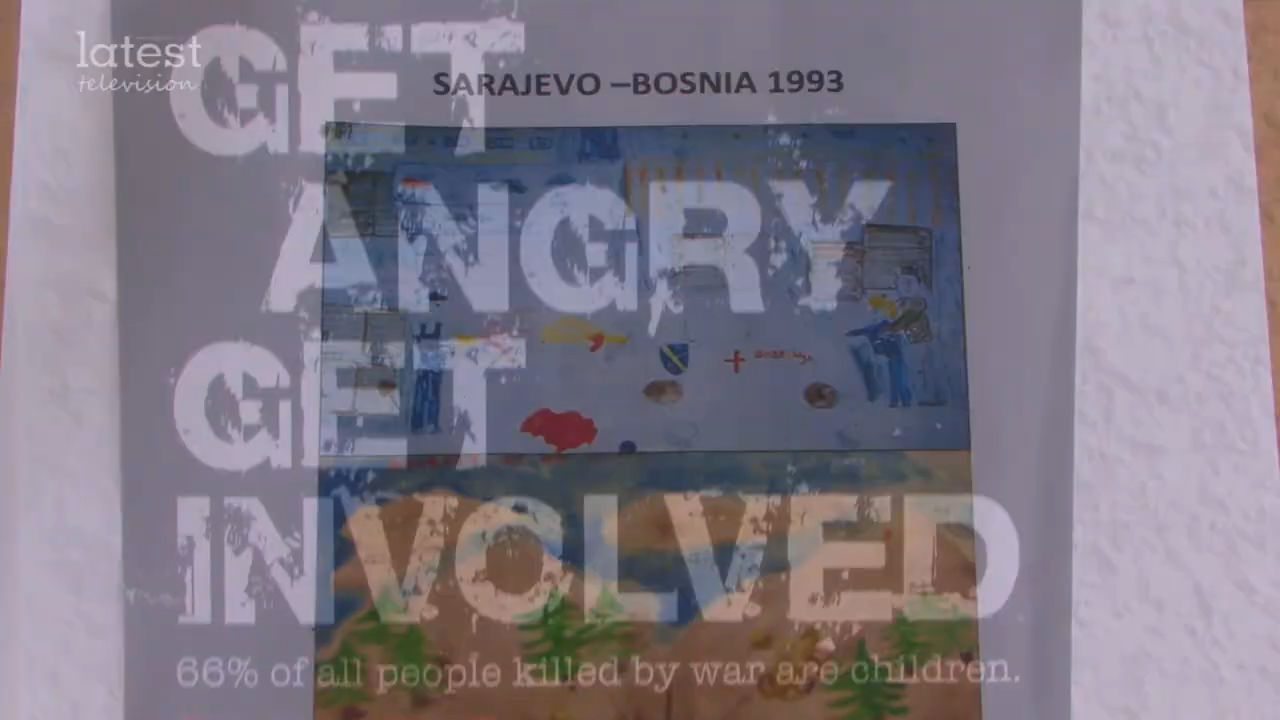 latest
television
SARAJEVO –BOSNIA 1993
GET
ANGRY
GET
INVOLVED
66% of all people killed by war are children.